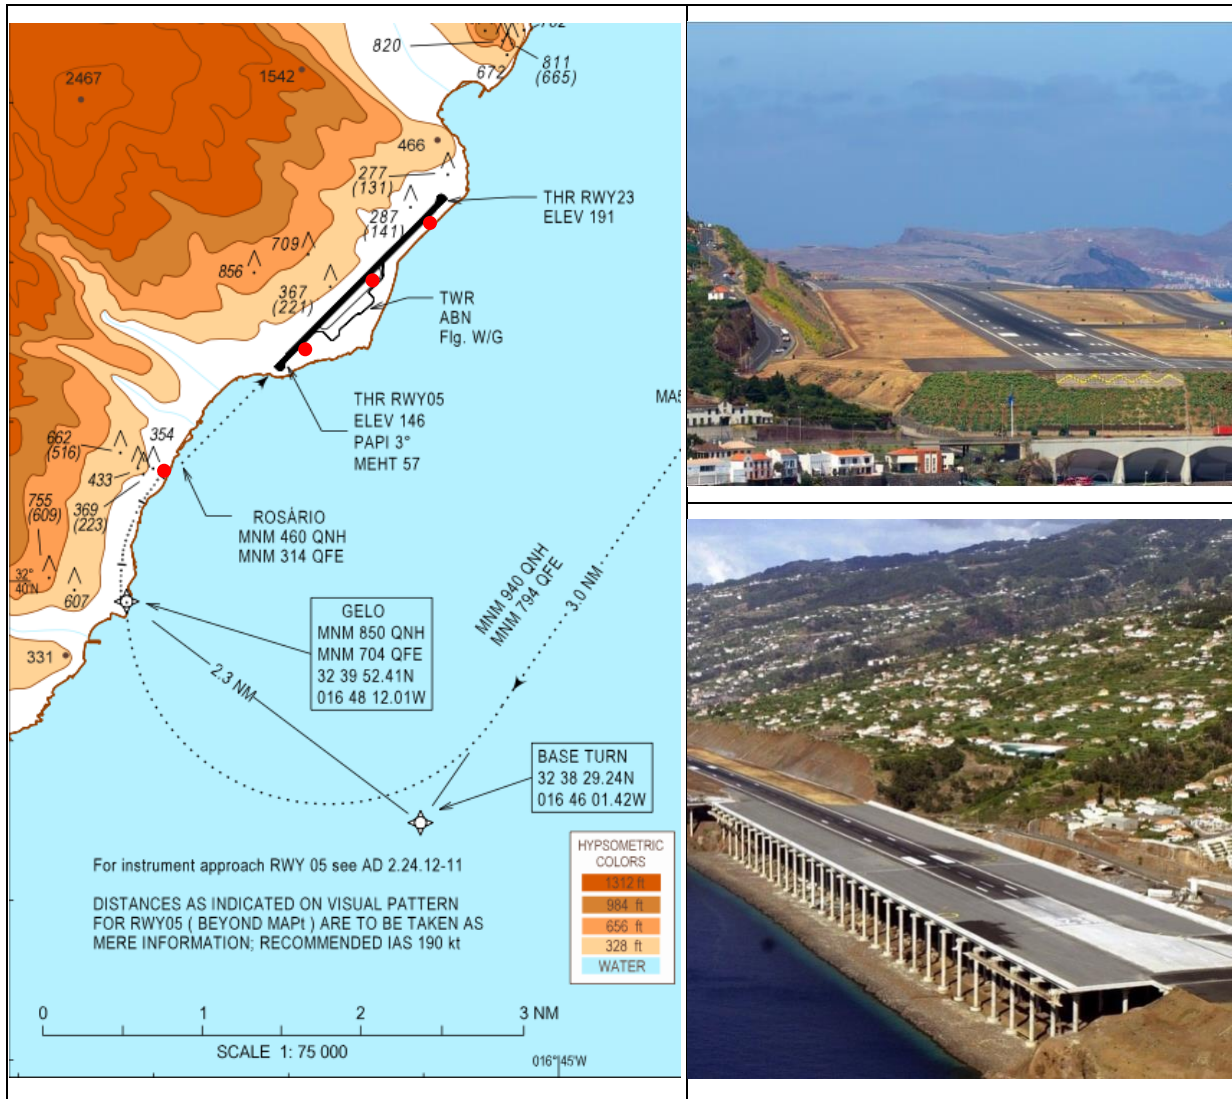 820
762
811
(665)
672
2467
1542
466
277
(131)
THR RWY23
ELEV 191
287
(141)
709
856
367
(221)
TWR
ABN
Flg. W/G
THR RWY05
ELEV 146
PAPI 3°
MEHT 57
662
(516)
354
433
369
(223)
755
(609)
ROSÁRIO
MNM 460 QNH
MNM 314 QFE
32°
40'N
607
331
GELO
MNM 850 QNH
MNM 704 QFE
32 39 52.41N
016 48 12.01W
MNM 940 QNH
MNM 794 QFE
3.0 NM
2.3 NM
BASE TURN
32 38 29.24N
016 46 01.42W
For instrument approach RWY 05 see AD 2.24.12-11
DISTANCES AS INDICATED ON VISUAL PATTERN
FOR RWY05 ( BEYOND MAPt ) ARE TO BE TAKEN AS
MERE INFORMATION; RECOMMENDED IAS 190 kt
HYPSOMETRIC
COLORS
1312 ft
984 ft
656 ft
328 ft
WATER
0 1 2 3 NM
SCALE 1: 75 000
016°45'W